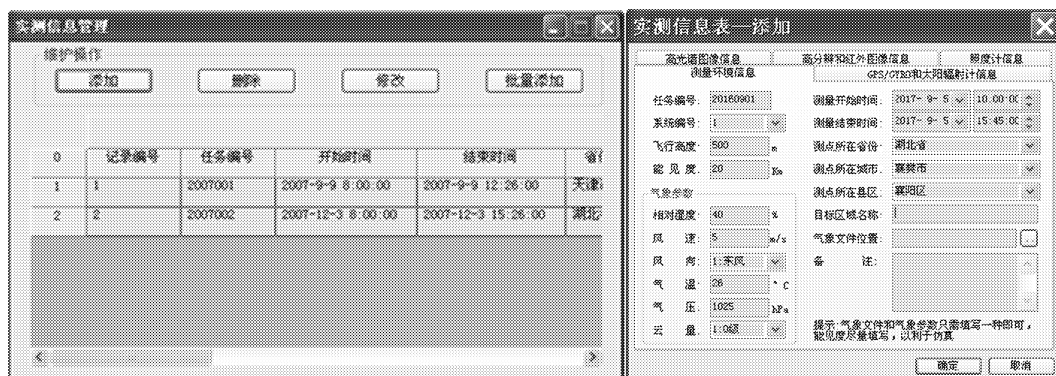 实测信息管理
维护操作
添加 删除 修改 批量添加
0 记录编号 任务编号 开始时间 结束时间
1 1 2007001 2007-9-9 8:00:00 2007-9-9 12:26:00 天津
2 2 2007002 2007-12-3 8:00:00 2007-12-3 15:26:00 湖北
实测信息表—添加
高光谱图像信息 高分辨和红外图像信息 照度计信息
测量环境信息 GPS/GYRO和太阳辐射计信息
任务编号: 20160901 测量开始时间: 2017- 9- 5 10:00:00
系统编号: 1 测量结束时间: 2017- 9- 5 15:45:00
飞行高度: 500 m 测点所在省份: 湖北省
能见度: 20 Km 测点所在城市: 襄樊市
气象参数 测点所在县区: 襄阳区
相对湿度: 40 % 目标区域名称:
风 速: 5 m/s 气象文件位置: ..
风 向: 1:东风 备 注:
气 温: 26 °C
气 压: 1025 hPa
云 量: 1:0级 提示:气象文件和气象参数只需填写一种即可,
能见度尽量填写,以利于仿真
确定 取消